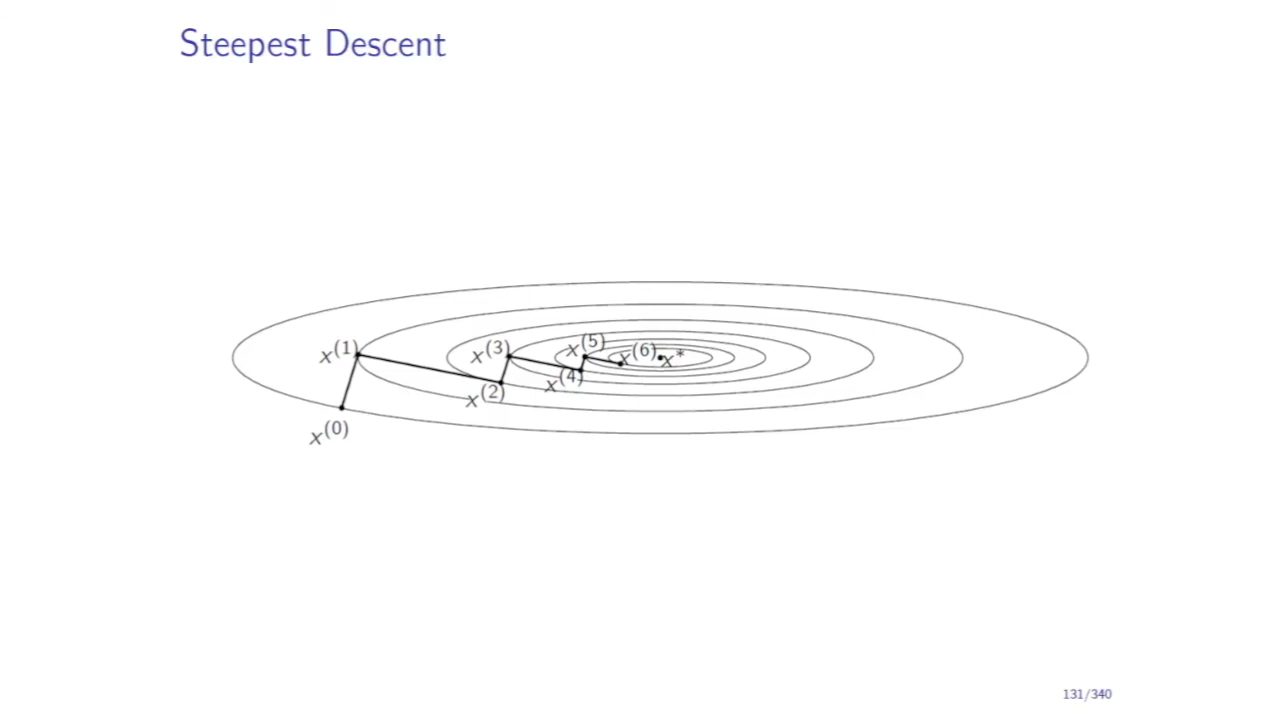 Steepest Descent
x(5)
x(1)
x(3)
x(6)
x*
x(4)
x(2)
x(0)
131/340